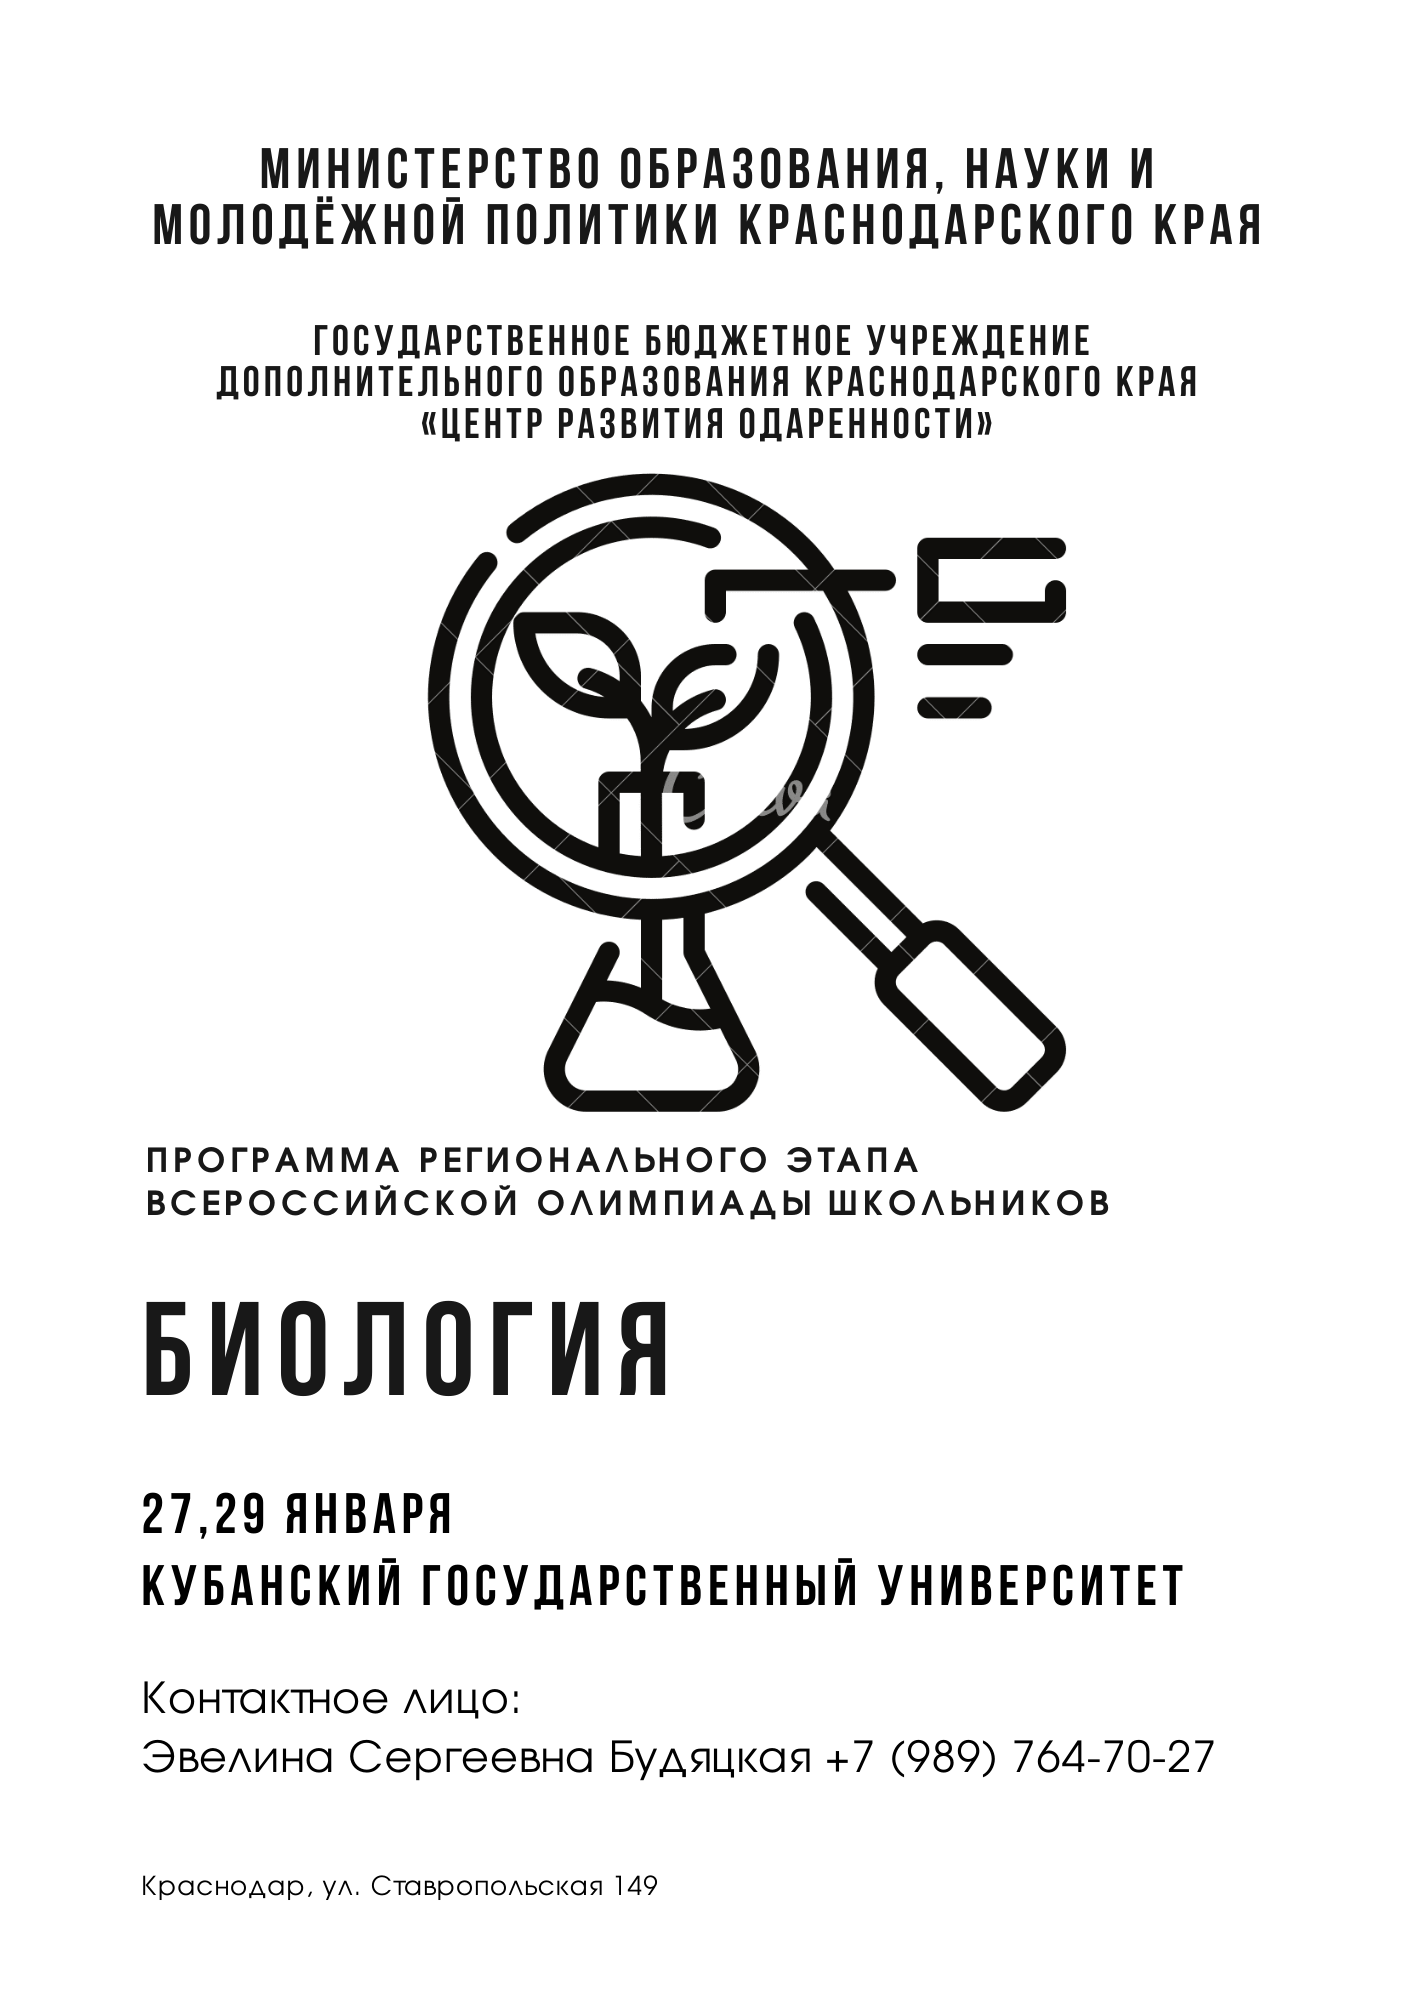 МИНИСТЕРСТВО ОБРАЗОВАНИЯ, НАУКИ И
МОЛОДЁЖНОЙ ПОЛИТИКИ КРАСНОДАРСКОГО КРАЯ
ГОСУДАРСТВЕННОЕ БЮДЖЕТНОЕ УЧРЕЖДЕНИЕ
ДОПОЛНИТЕЛЬНОГО ОБРАЗОВАНИЯ КРАСНОДАРСКОГО КРАЯ
«ЦЕНТР РАЗВИТИЯ ОДАРЕННОСТИ»
ПРОГРАММА РЕГИОНАЛЬНОГО ЭТАПА
ВСЕРОССИЙСКОЙ ОЛИМПИАДЫ ШКОЛЬНИКОВ
БИОЛОГИЯ
27,29 ЯНВАРЯ
КУБАНСКИЙ ГОСУДАРСТВЕННЫЙ УНИВЕРСИТЕТ
Контактное лицо:
Эвелина Сергеевна Будяцкая +7 (989) 764-70-27
Краснодар, ул. Ставропольская 149